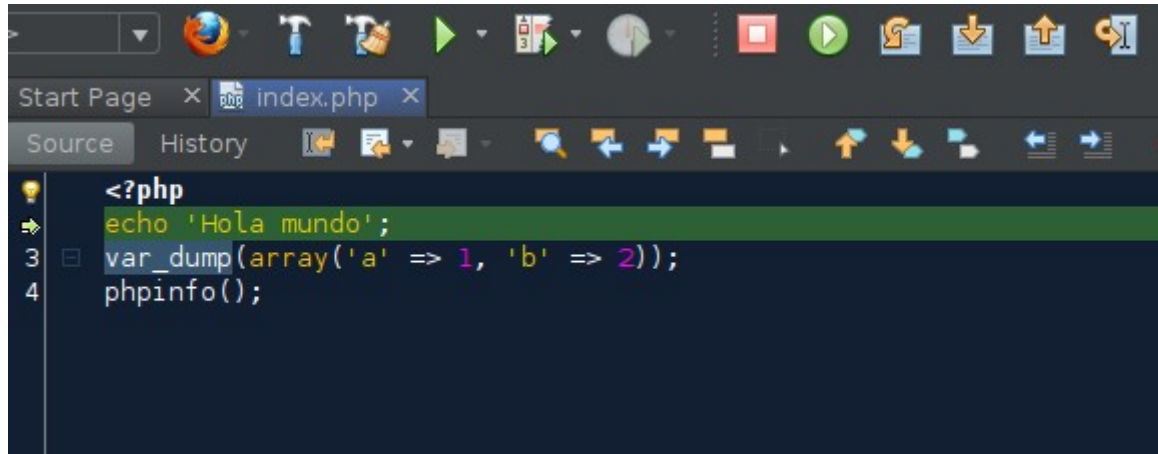 Start Page index.php
Source History
<?php
echo 'Hola mundo';
3 var_dump(array('a' => 1, 'b' => 2));
4 phpinfo();